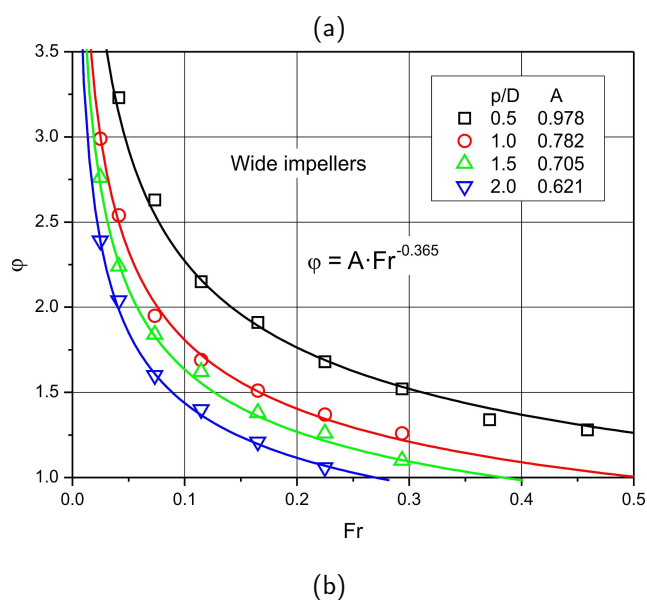 (a)
3.5
3.0
2.5
2.0
1.5
1.0
φ
p/D A
0.5 0.978
1.0 0.782
1.5 0.705
2.0 0.621
Wide impellers
φ = A·Fr^-0.365
0.0 0.1 0.2 0.3 0.4 0.5
Fr
(b)